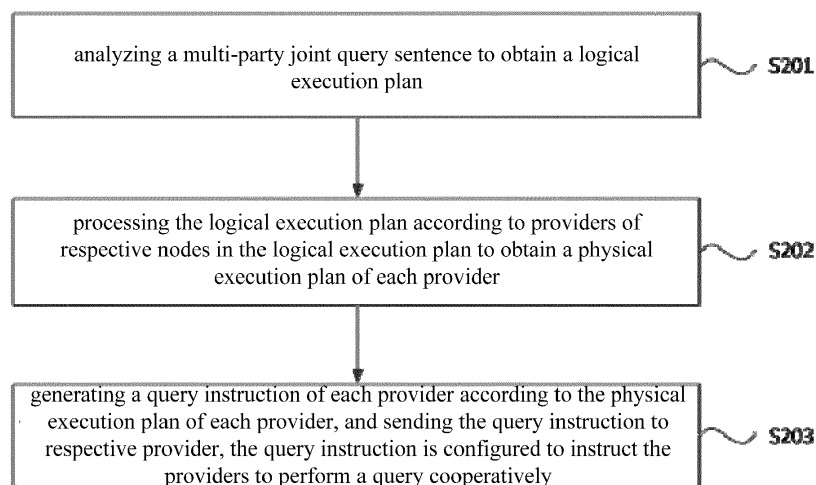 analyzing a multi-party joint query sentence to obtain a logical
execution plan
S201
processing the logical execution plan according to providers of
respective nodes in the logical execution plan to obtain a physical
execution plan of each provider
S202
generating a query instruction of each provider according to the physical
execution plan of each provider, and sending the query instruction to
respective provider, the query instruction is configured to instruct the
providers to perform a query cooperatively
S203